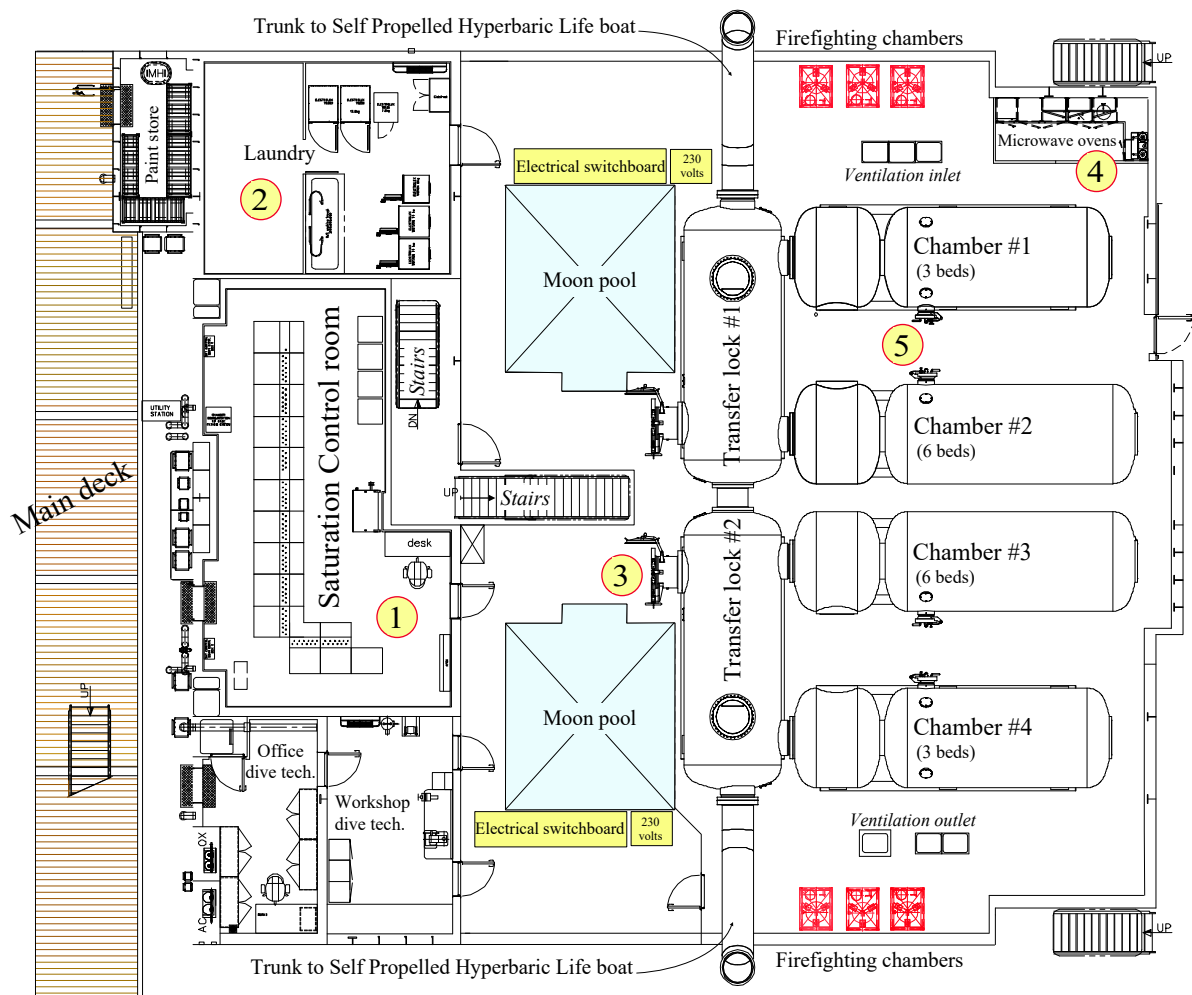 Trunk to Self Propelled Hyperbaric Life boat
Firefighting chambers
UP
IMHI
Paint store
Laundry
2
Electrical switchboard
230
volts
Microwave ovens
4
Ventilation inlet
Moon pool
Chamber #1
(3 beds)
Transfer lock #1
5
Stairs
DN
Saturation Control room
UTILITY
STATION
Chamber #2
(6 beds)
Main deck
UP
Stairs
desk
Transfer lock #2
Chamber #3
(6 beds)
3
1
UP
Moon pool
Chamber #4
(3 beds)
Office
dive tech.
Workshop
dive tech.
Electrical switchboard
230
volts
Ventilation outlet
OX
AC
UP
Trunk to Self Propelled Hyperbaric Life boat
Firefighting chambers